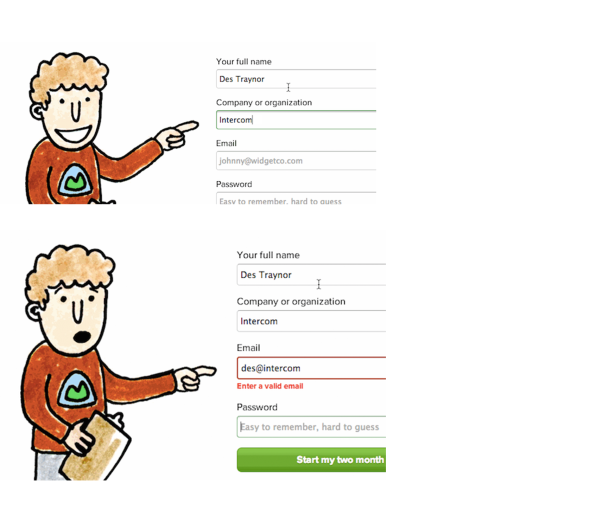 Your full name
Des Traynor
Company or organization
Intercom
Email
johnny@widgetco.com
Password
Easy to remember, hard to guess
Your full name
Des Traynor
Company or organization
Intercom
Email
des@intercom
Enter a valid email
Password
Easy to remember, hard to guess
Start my two month